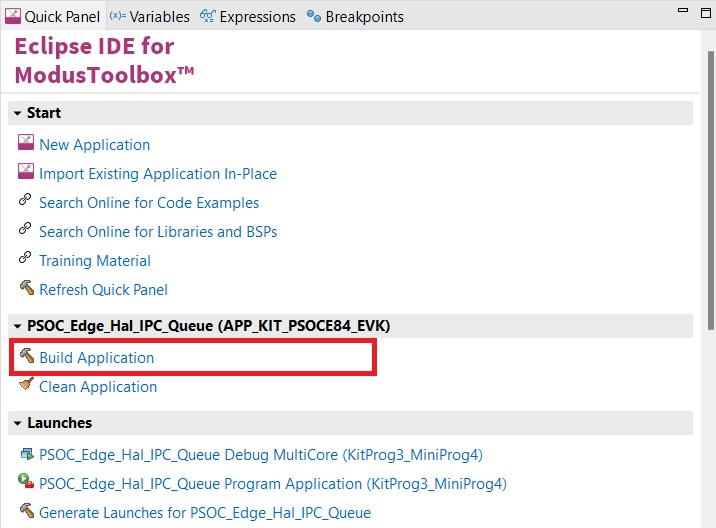 Quick Panel (x)= Variables Expressions Breakpoints
Eclipse IDE for
ModusToolbox™
Start
New Application
Import Existing Application In-Place
Search Online for Code Examples
Search Online for Libraries and BSPs
Training Material
Refresh Quick Panel
PSOC_Edge_Hal_IPC_Queue (APP_KIT_PSOCE84_EVK)
Build Application
Clean Application
Launches
PSOC_Edge_Hal_IPC_Queue Debug MultiCore (KitProg3_MiniProg4)
PSOC_Edge_Hal_IPC_Queue Program Application (KitProg3_MiniProg4)
Generate Launches for PSOC_Edge_Hal_IPC_Queue